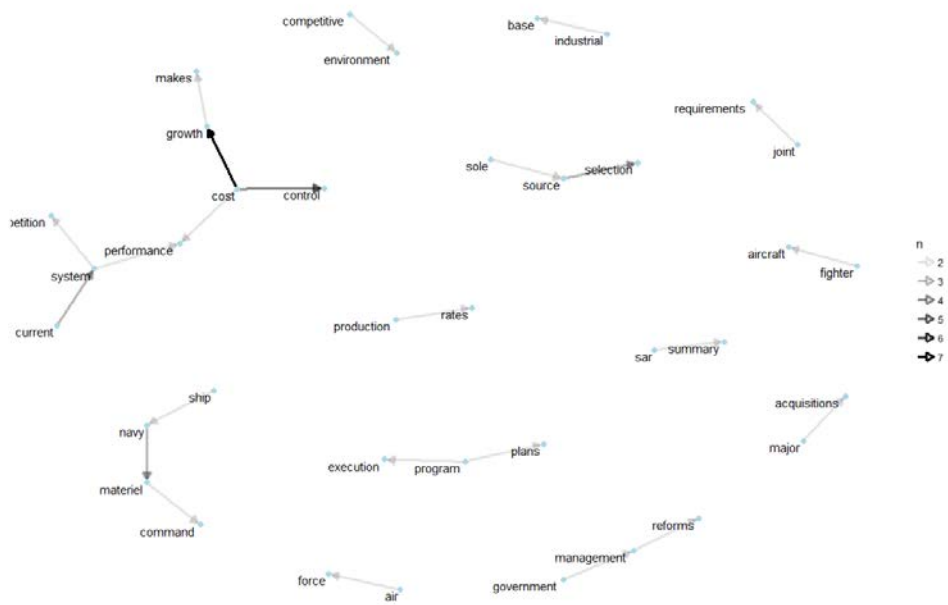 competitive
environment
base
industrial
makes
growth
requirements
joint
sole
source
selection
cost
control
petition
performance
system
current
aircraft
fighter
n
2
3
4
5
6
7
production
rates
sar
summary
ship
navy
materiel
command
acquisitions
major
execution
program
plans
reforms
management
government
force
air